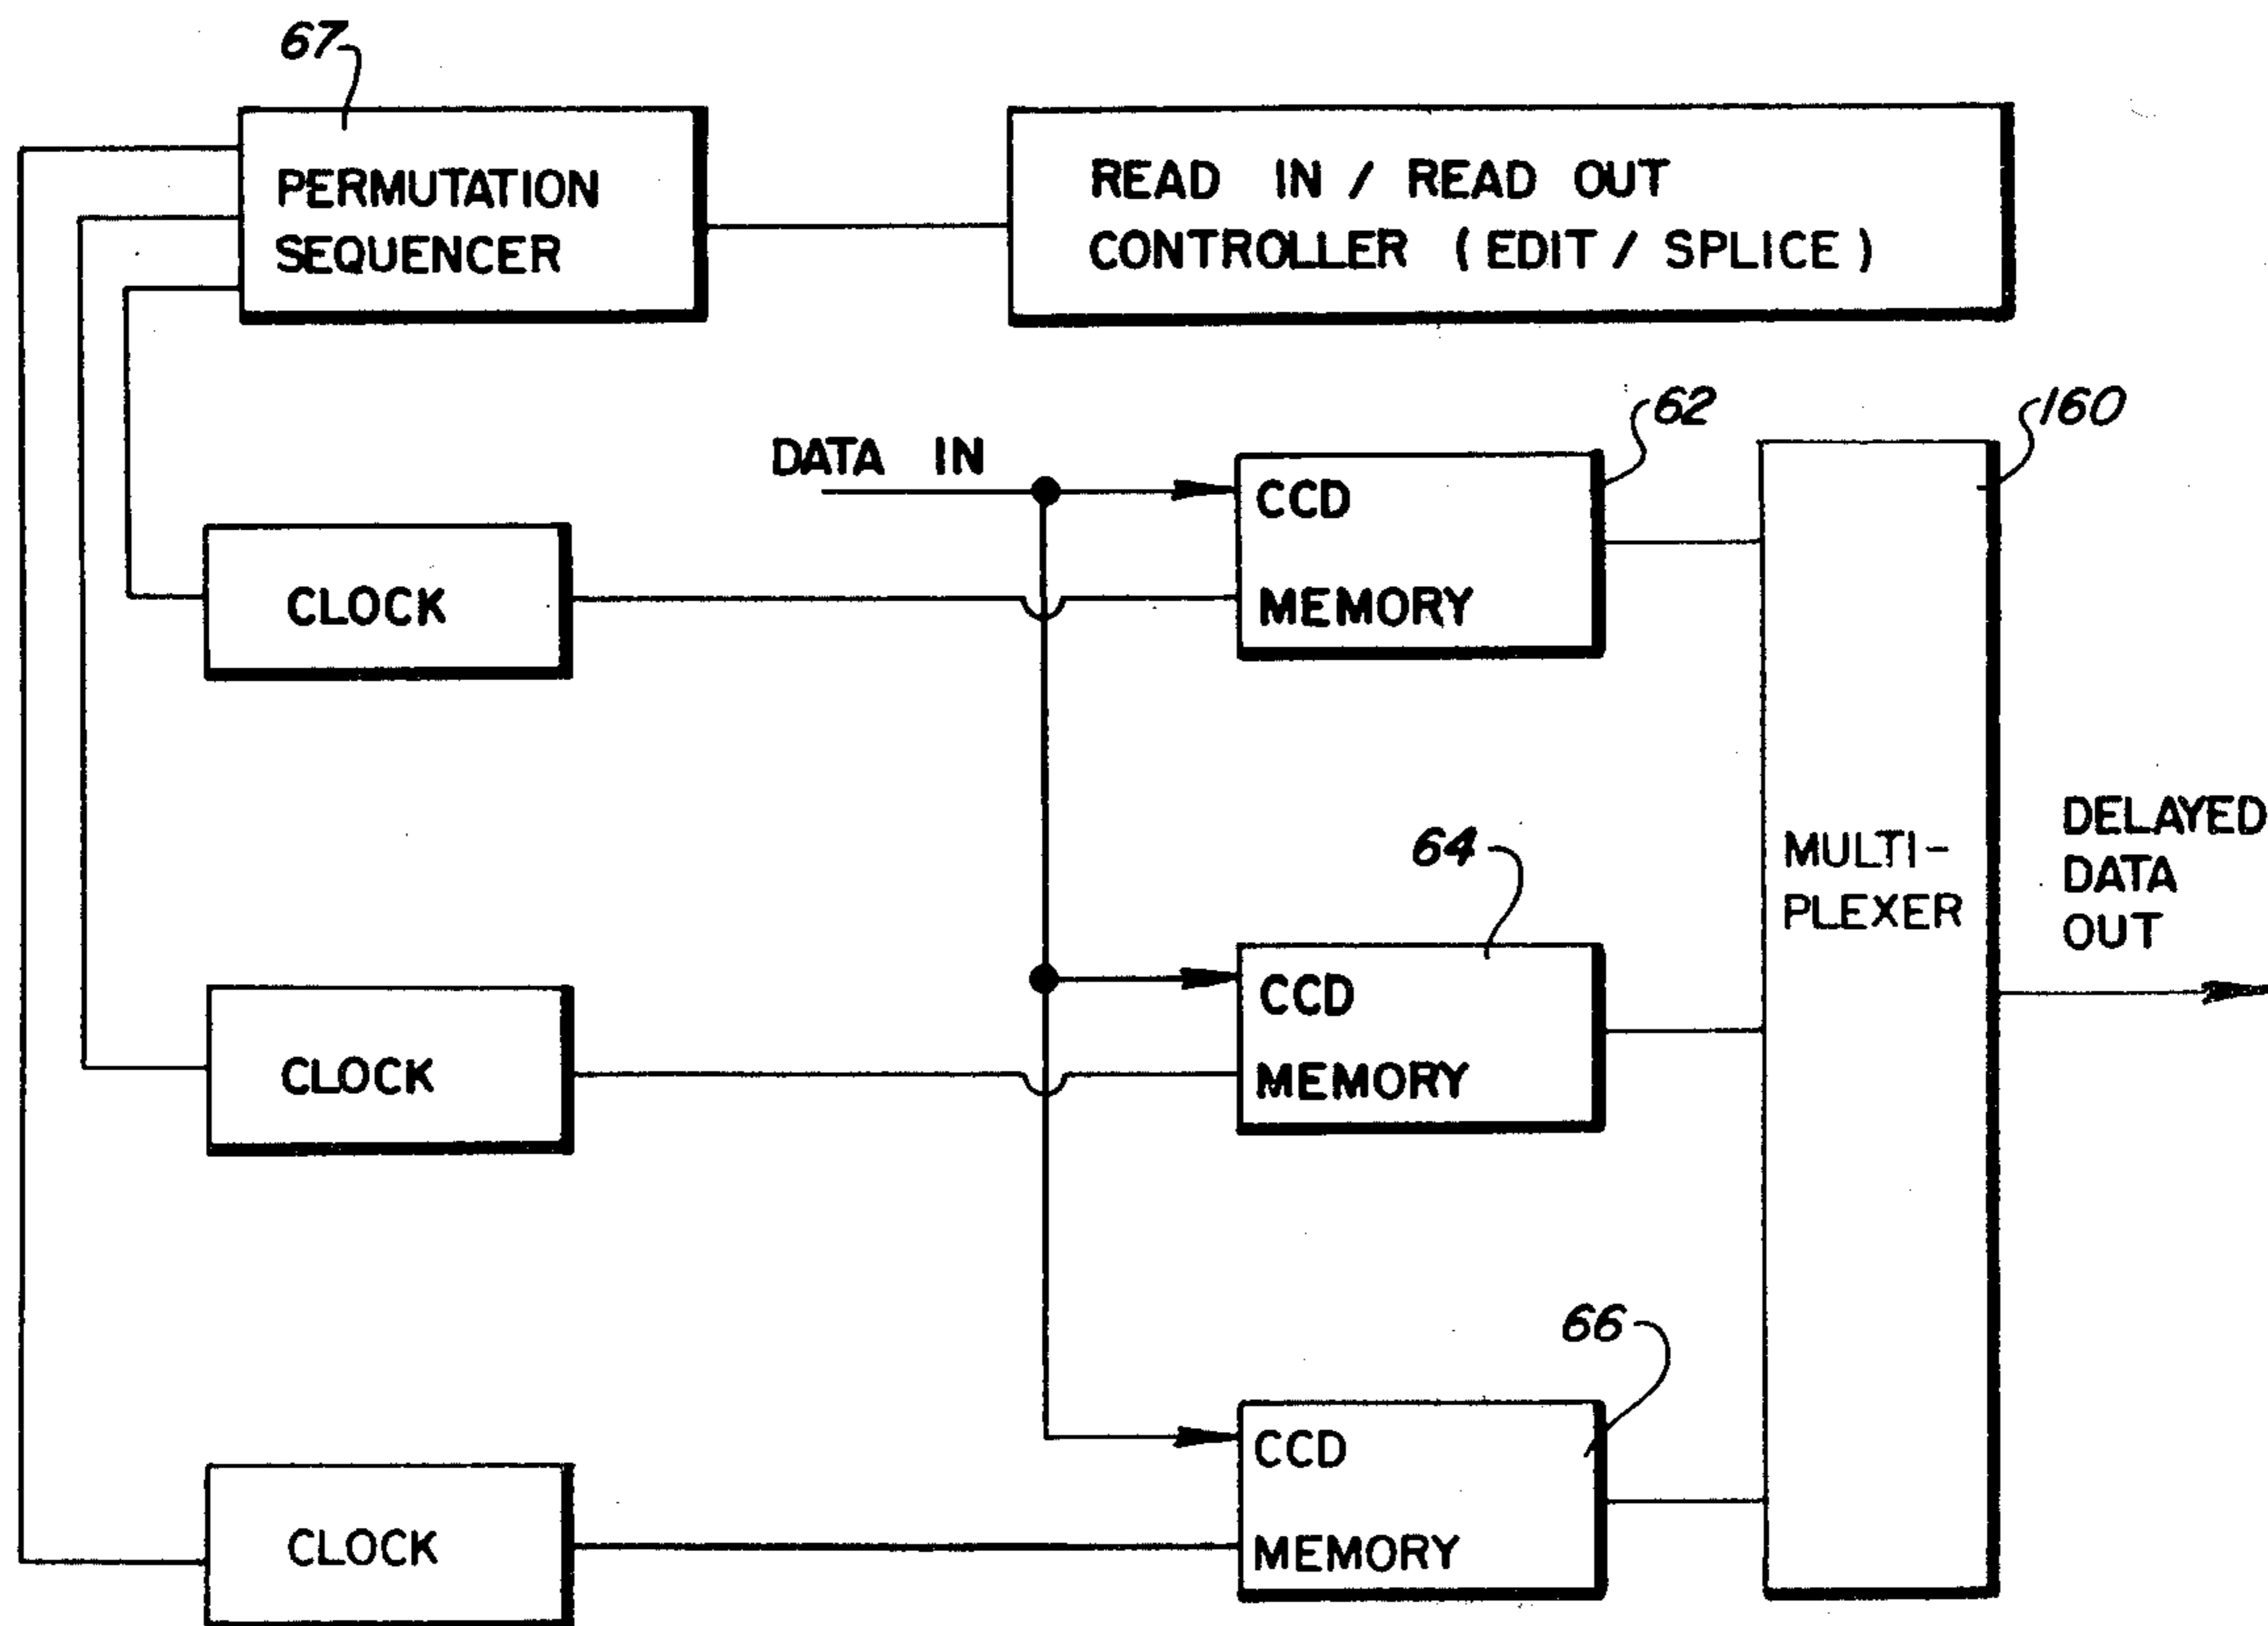 67
PERMUTATION
SEQUENCER
READ IN / READ OUT
CONTROLLER ( EDIT / SPLICE )
62
160
DATA IN
CCD
MEMORY
CLOCK
64
MULTI-
PLEXER
DELAYED
DATA
OUT
CCD
MEMORY
CLOCK
66
CCD
MEMORY
CLOCK